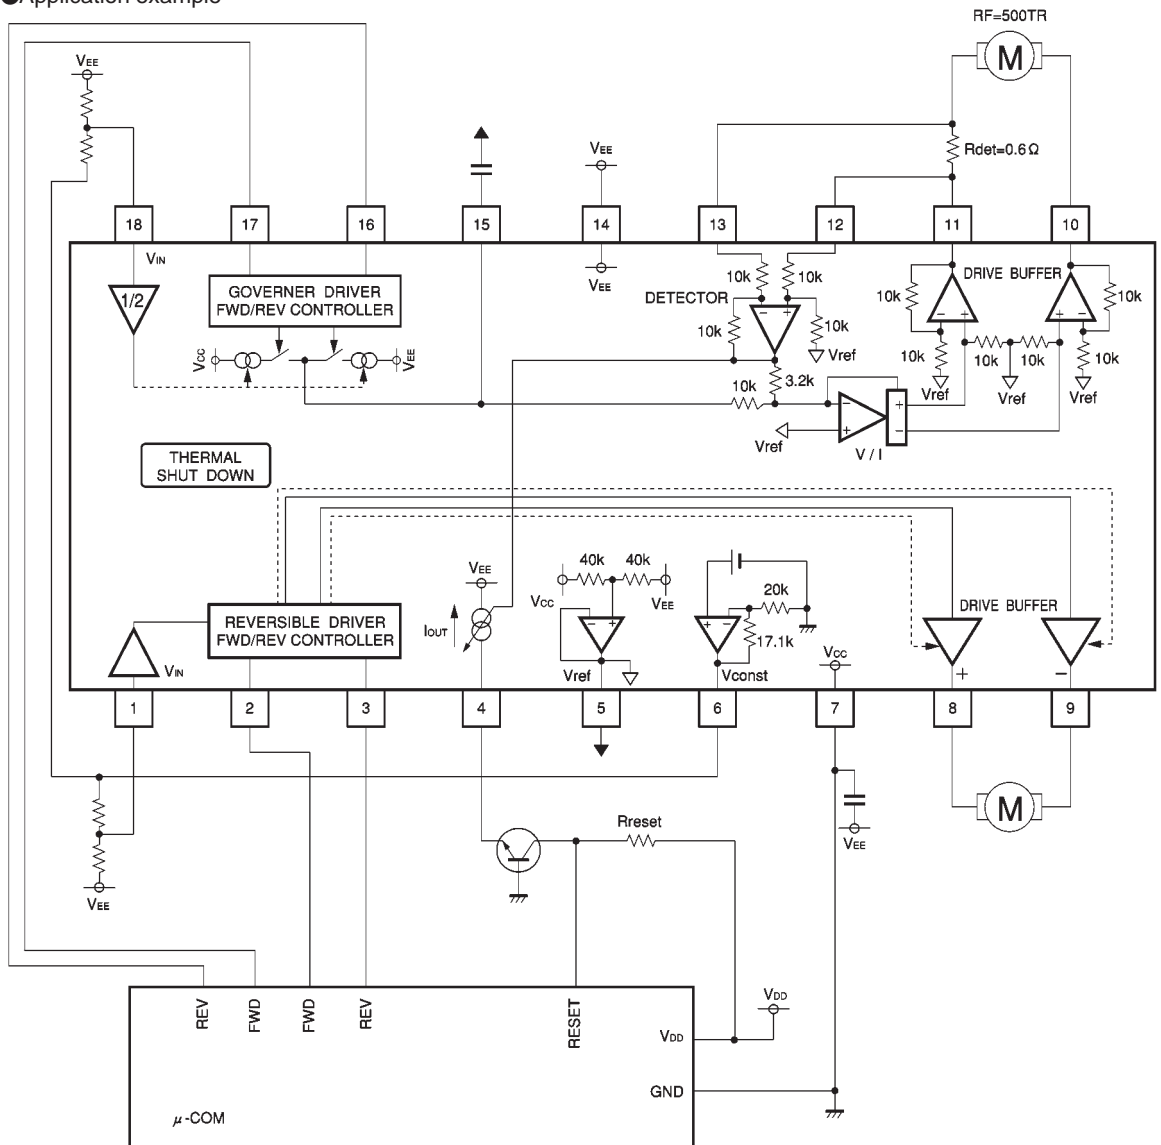 ●Application example
RF=500TR
M
VEE
Rdet=0.6Ω
VEE
18
17
16
15
14
13
12
11
10
VIN
VEE
1/2
GOVERNER DRIVER
FWD/REV CONTROLLER
DETECTOR
10k
10k
DRIVE BUFFER
10k
10k
10k
10k
Vref
VCC
VEE
10k
10k
10k
10k
Vref
Vref
Vref
10k
3.2k
Vref
V / I
THERMAL
SHUT DOWN
VEE
IOUT
40k
40k
VCC
VEE
20k
17.1k
REVERSIBLE DRIVER
FWD/REV CONTROLLER
DRIVE BUFFER
VIN
Vref
Vconst
VCC
+
−
1
2
3
4
5
6
7
8
9
M
Rreset
VEE
VEE
REV
FWD
FWD
REV
RESET
VDD
VDD
GND
μ-COM